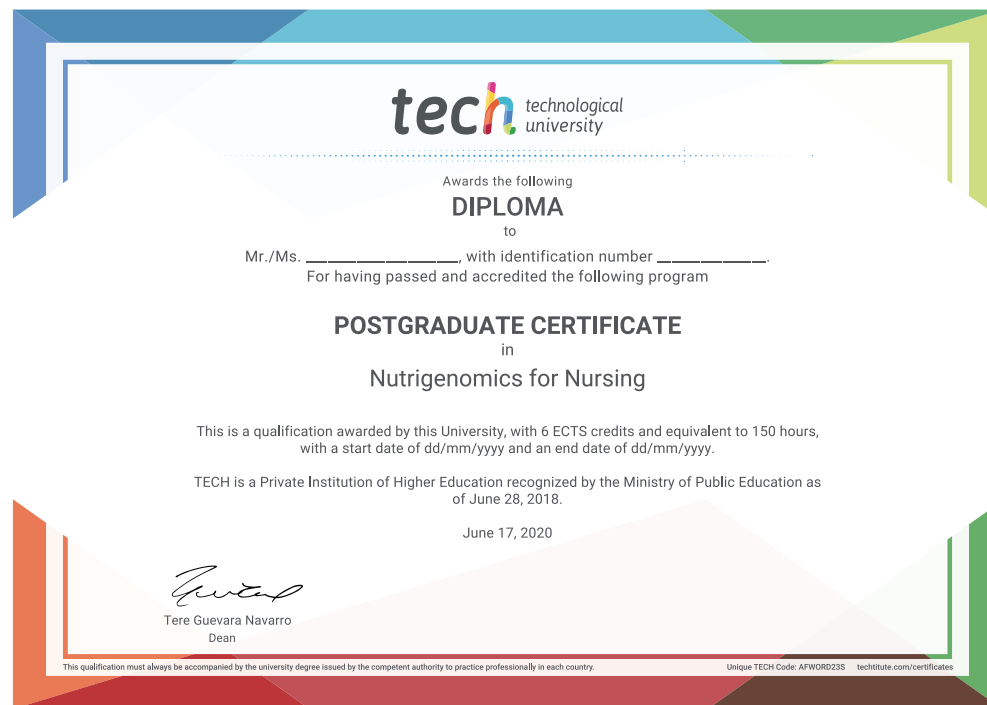 tech technological
university
Awards the following
DIPLOMA
to
Mr./Ms. __________________, with identification number _____________.
For having passed and accredited the following program
POSTGRADUATE CERTIFICATE
in
Nutrigenomics for Nursing
This is a qualification awarded by this University, with 6 ECTS credits and equivalent to 150 hours,
with a start date of dd/mm/yyyy and an end date of dd/mm/yyyy.
TECH is a Private Institution of Higher Education recognized by the Ministry of Public Education as
of June 28, 2018.
June 17, 2020
Tere Guevara Navarro
Dean
This qualification must always be accompanied by the university degree issued by the competent authority to practice professionally in each country.
Unique TECH Code: AFWORD23S techtitute.com/certificates